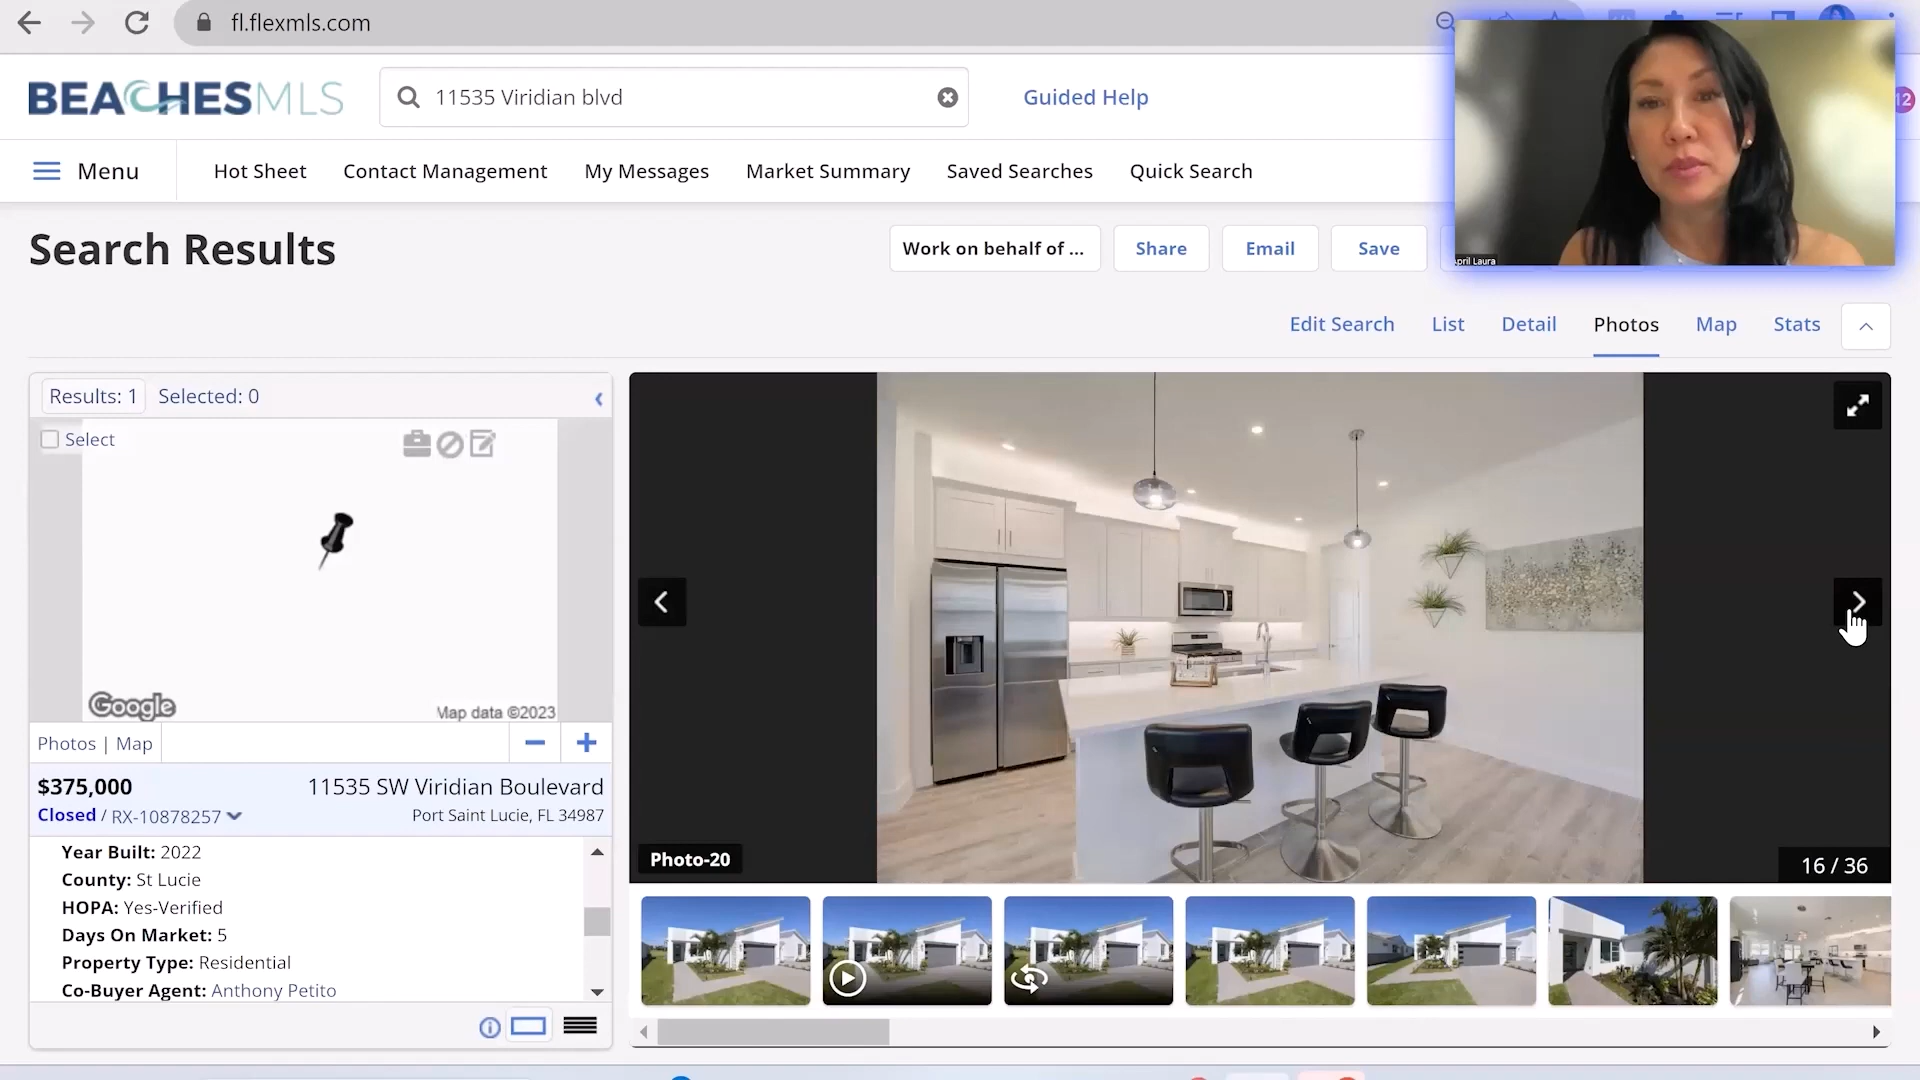 fl.flexmls.com
BEACHESMLS
11535 Viridian blvd
Guided Help
12
Menu
Hot Sheet
Contact Management
My Messages
Market Summary
Saved Searches
Quick Search
April Laura
Search Results
Work on behalf of ...
Share
Email
Save
Edit Search
List
Detail
Photos
Map
Stats
Results: 1
Selected: 0
Select
Google
Map data ©2023
Photos | Map
$375,000
11535 SW Viridian Boulevard
Closed / RX-10878257
Port Saint Lucie, FL 34987
Year Built: 2022
County: St Lucie
HOPA: Yes-Verified
Days On Market: 5
Property Type: Residential
Co-Buyer Agent: Anthony Petito
Photo-20
16 / 36